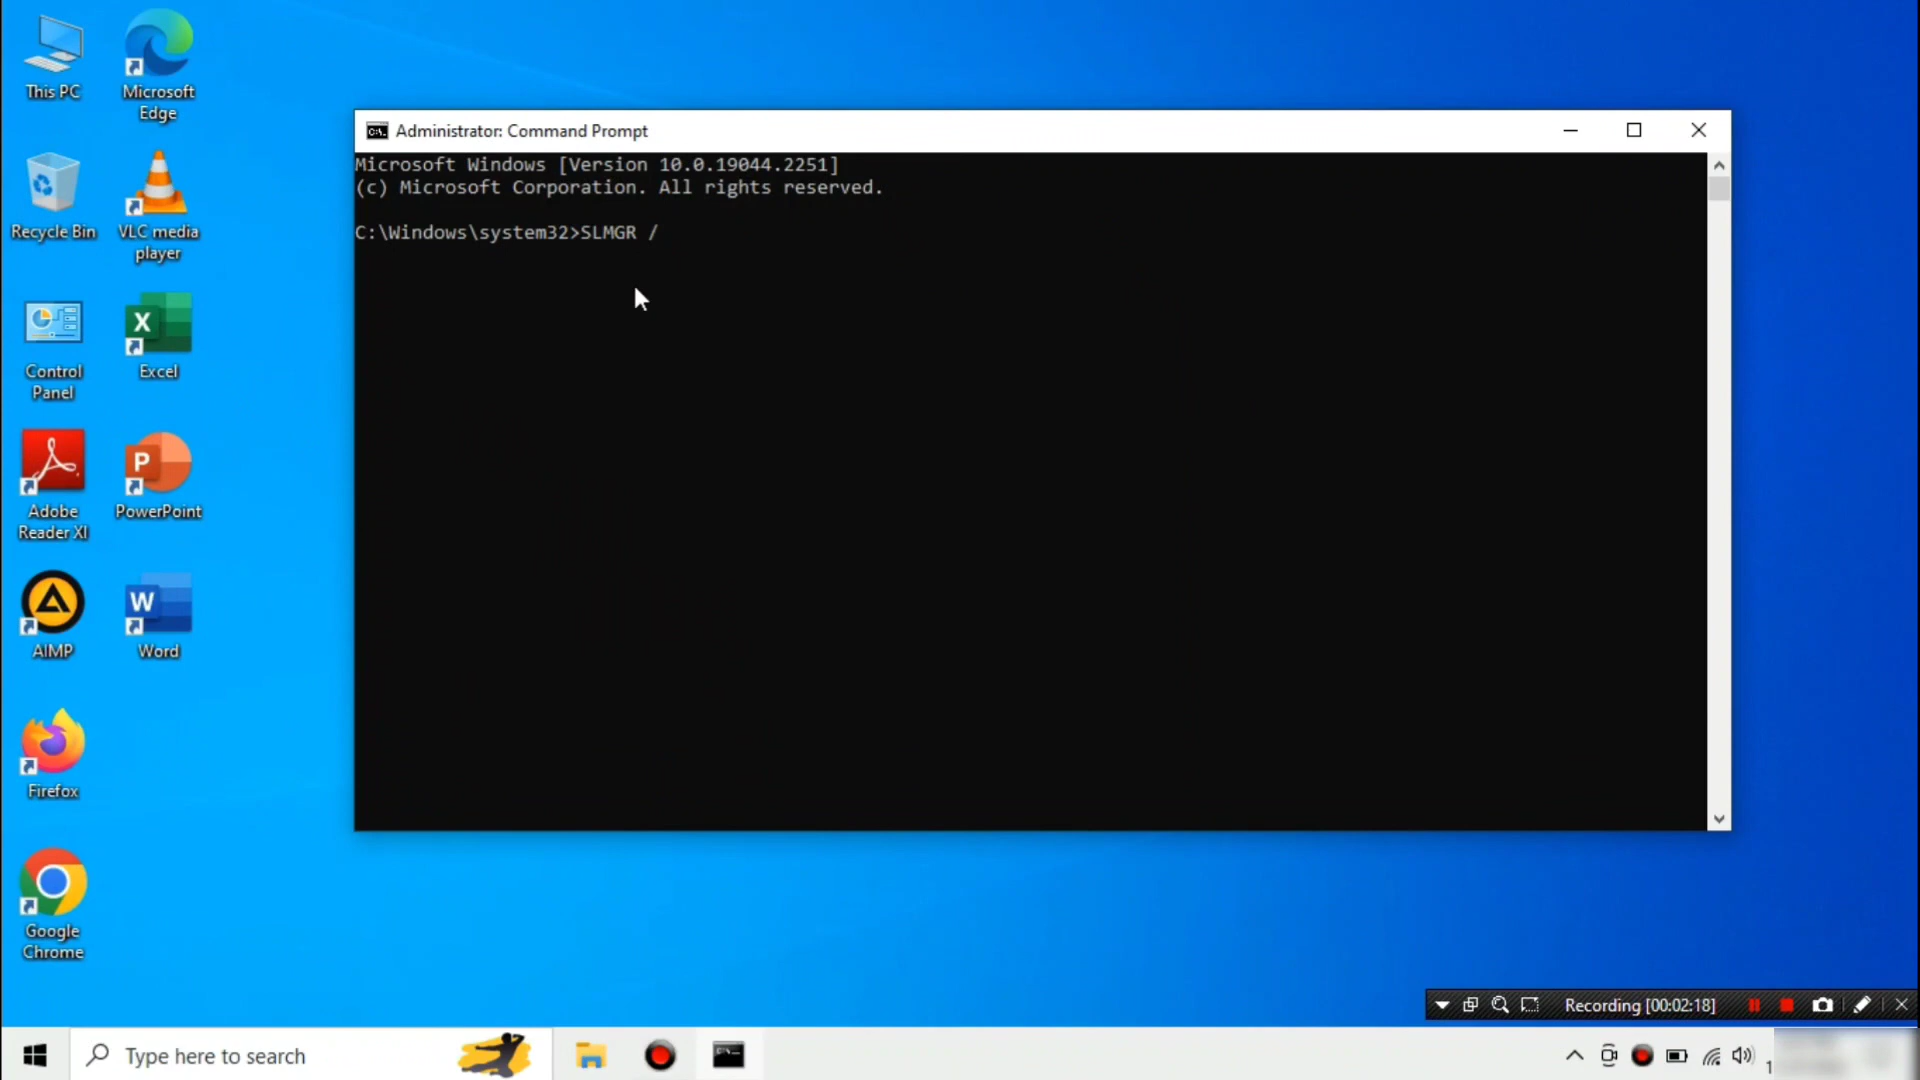 This PC
Microsoft
Edge
Recycle Bin
VLC media
player
Control
Panel
Excel
Adobe
Reader XI
PowerPoint
AIMP
Word
Firefox
Google
Chrome
Administrator: Command Prompt
Microsoft Windows [Version 10.0.19044.2251]
(c) Microsoft Corporation. All rights reserved.
C:\Windows\system32>SLMGR /
Recording [00:02:18]
Type here to search